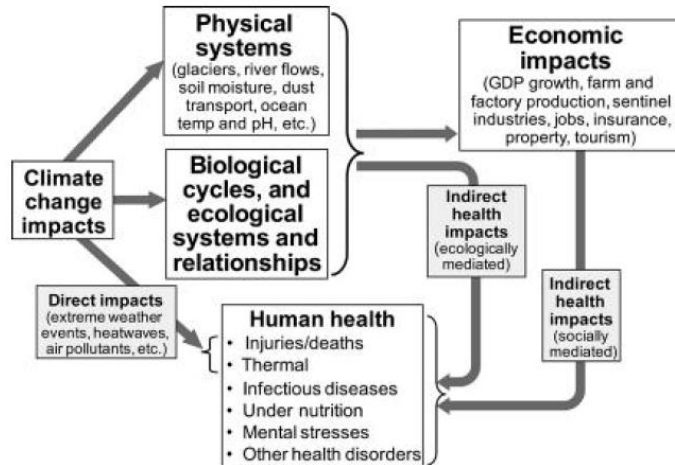 Physical
systems
(glaciers, river flows,
soil moisture, dust
transport, ocean
temp and pH, etc.)
Economic
impacts
(GDP growth, farm and
factory production, sentinel
industries, jobs, insurance,
property, tourism)
Climate
change
impacts
Biological
cycles, and
ecological
systems and
relationships
Indirect
health
impacts
(ecologically
mediated)
Direct impacts
(extreme weather
events, heatwaves,
air pollutants, etc.)
Indirect
health
impacts
(socially
mediated)
Human health
• Injuries/deaths
• Thermal
• Infectious diseases
• Under nutrition
• Mental stresses
• Other health disorders